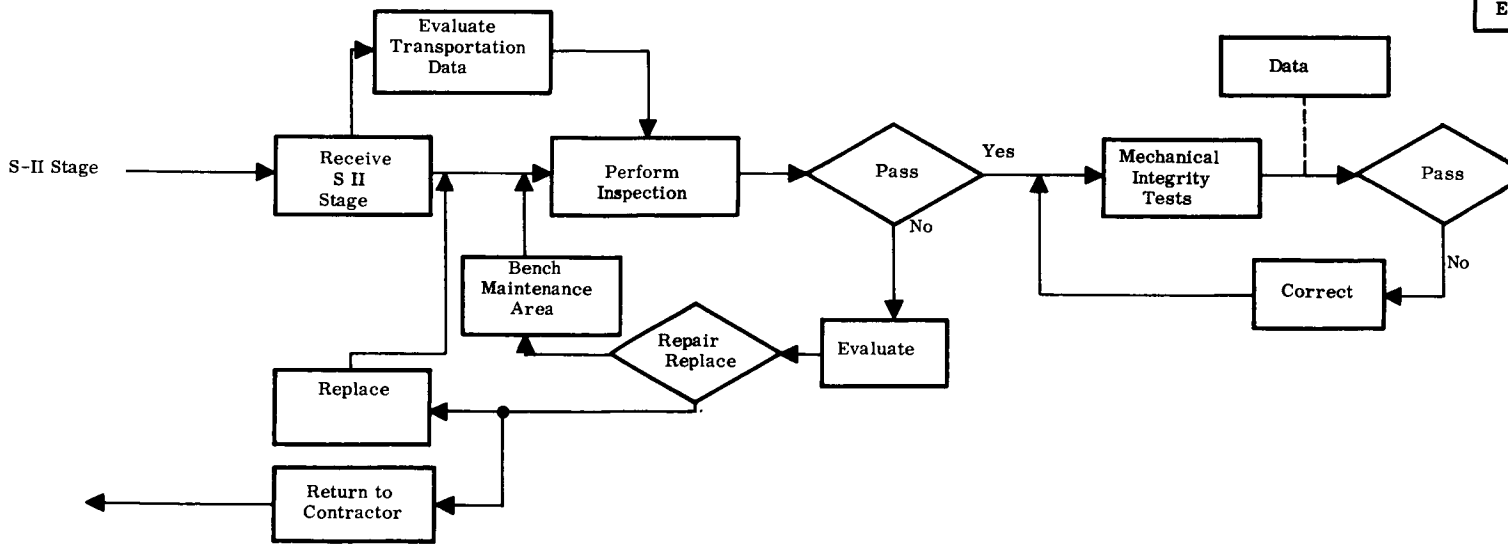 E
Evaluate
Transportation
Data
Data
S-II Stage
Receive
S II
Stage
Perform
Inspection
Pass
Yes
No
Mechanical
Integrity
Tests
Pass
No
Bench
Maintenance
Area
Correct
Repair
Replace
Evaluate
Replace
Return to
Contractor